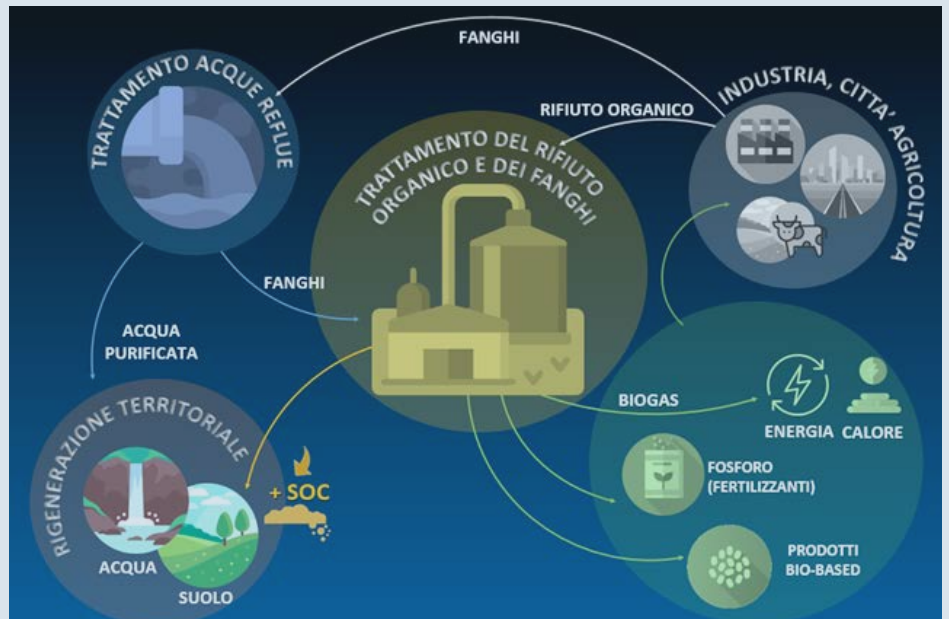 FANGHI
TRATTAMENTO ACQUE REFLUE
INDUSTRIA, CITTA' AGRICOLTURA
RIFIUTO ORGANICO
TRATTAMENTO DEL RIFIUTO
ORGANICO E DEI FANGHI
FANGHI
ACQUA
PURIFICATA
BIOGAS
ENERGIA
CALORE
RIGENERAZIONE TERRITORIALE
+ SOC
FOSFORO
(FERTILIZZANTI)
ACQUA
SUOLO
PRODOTTI
BIO-BASED